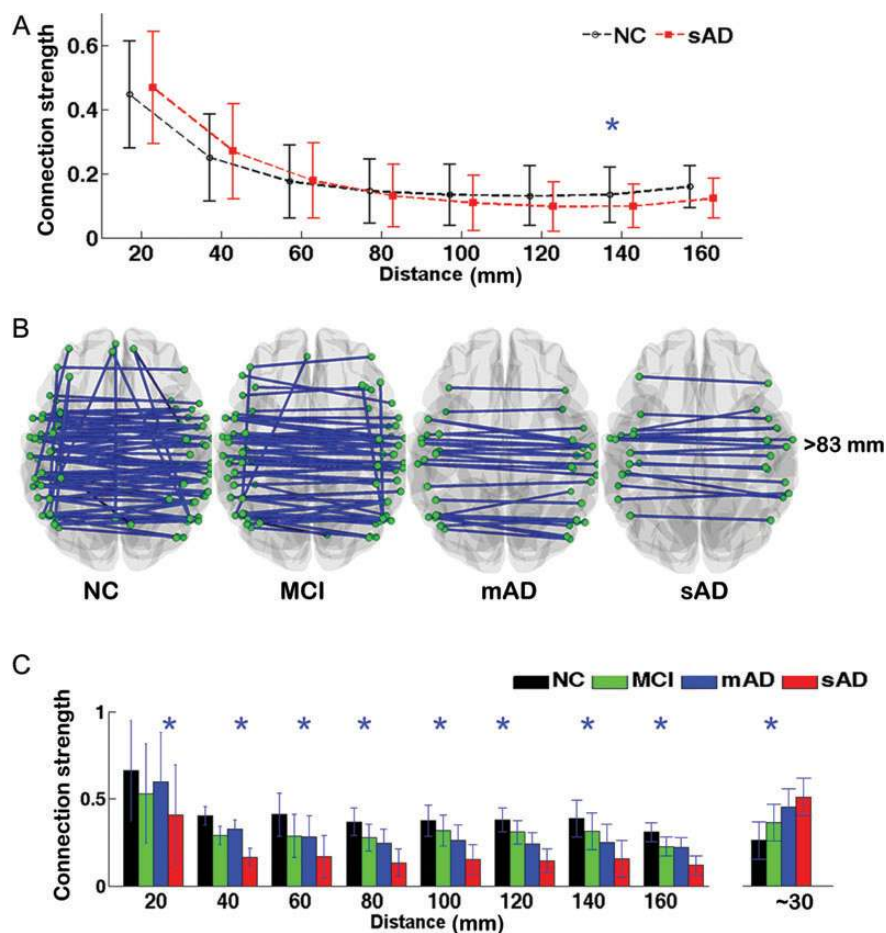 A
NC sAD
Connection strength
0.6
0.4
0.2
0
*
20 40 60 80 100 120 140 160
Distance (mm)
B
>83 mm
NC MCI mAD sAD
C
NC MCI mAD sAD
Connection strength
1
0.5
0
* * * * * * * * *
20 40 60 80 100 120 140 160 ~30
Distance (mm)